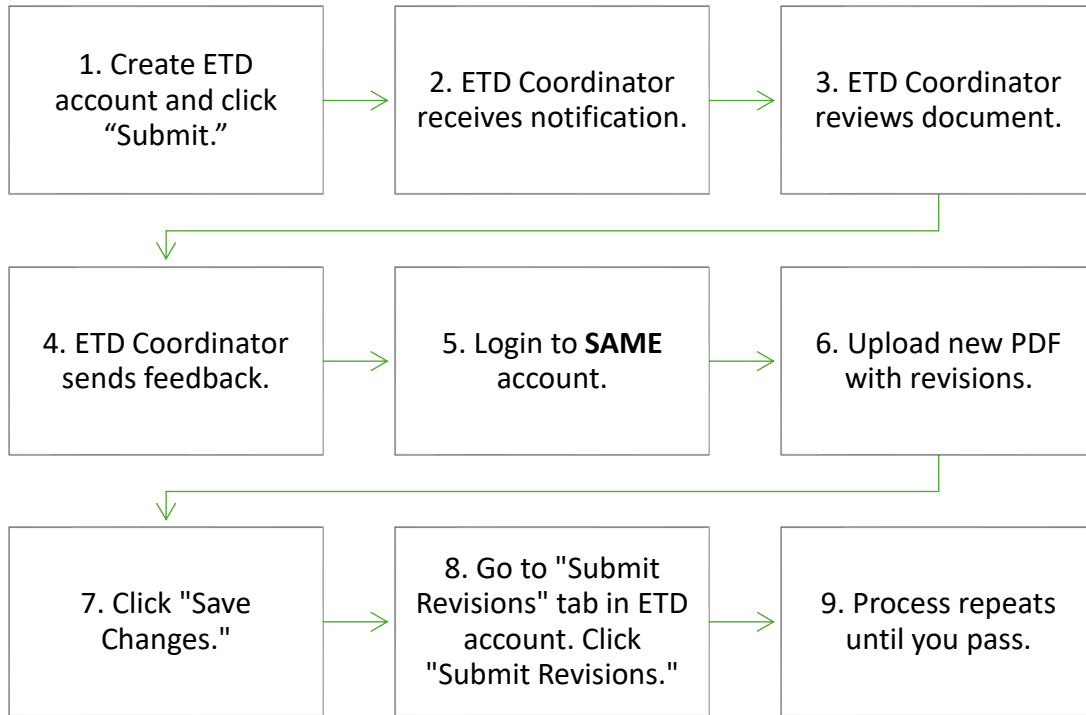 1. Create ETD
account and click
“Submit.”
2. ETD Coordinator
receives notification.
3. ETD Coordinator
reviews document.
4. ETD Coordinator
sends feedback.
5. Login to SAME
account.
6. Upload new PDF
with revisions.
7. Click "Save
Changes."
8. Go to "Submit
Revisions" tab in ETD
account. Click
"Submit Revisions."
9. Process repeats
until you pass.